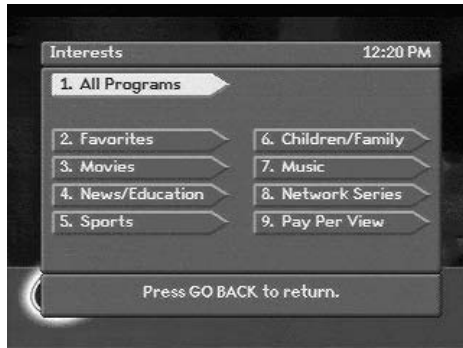 Interests 12:20 PM
1. All Programs
2. Favorites
3. Movies
4. News/Education
5. Sports
6. Children/Family
7. Music
8. Network Series
9. Pay Per View
Press GO BACK to return.